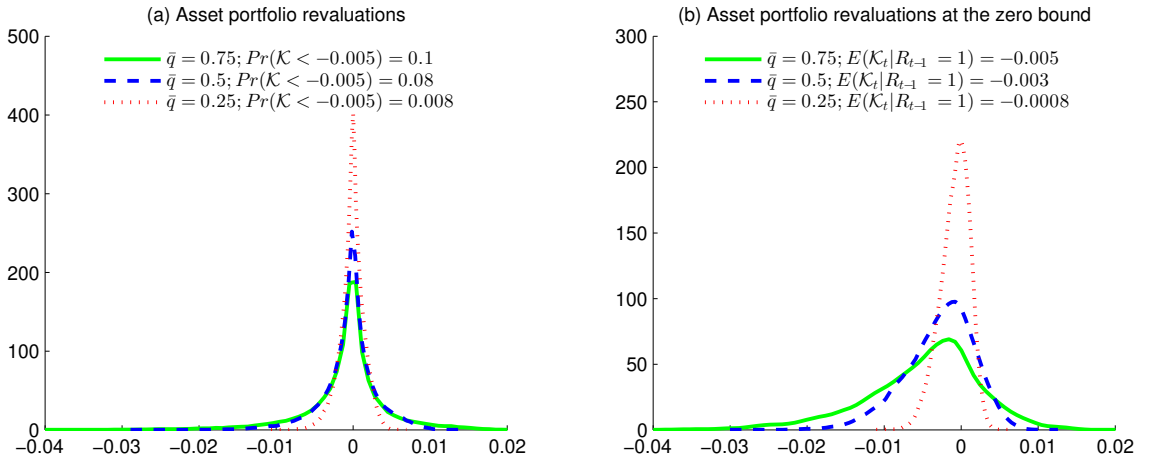 (a) Asset portfolio revaluations
500
400
300
200
100
0
q̄ = 0.75; Pr(𝒦 < −0.005) = 0.1
q̄ = 0.5; Pr(𝒦 < −0.005) = 0.08
q̄ = 0.25; Pr(𝒦 < −0.005) = 0.008
−0.04 −0.03 −0.02 −0.01 0 0.01 0.02
(b) Asset portfolio revaluations at the zero bound
300
250
200
150
100
50
0
q̄ = 0.75; E(𝒦ₜ|Rₜ₋₁ = 1) = −0.005
q̄ = 0.5; E(𝒦ₜ|Rₜ₋₁ = 1) = −0.003
q̄ = 0.25; E(𝒦ₜ|Rₜ₋₁ = 1) = −0.0008
−0.04 −0.03 −0.02 −0.01 0 0.01 0.02